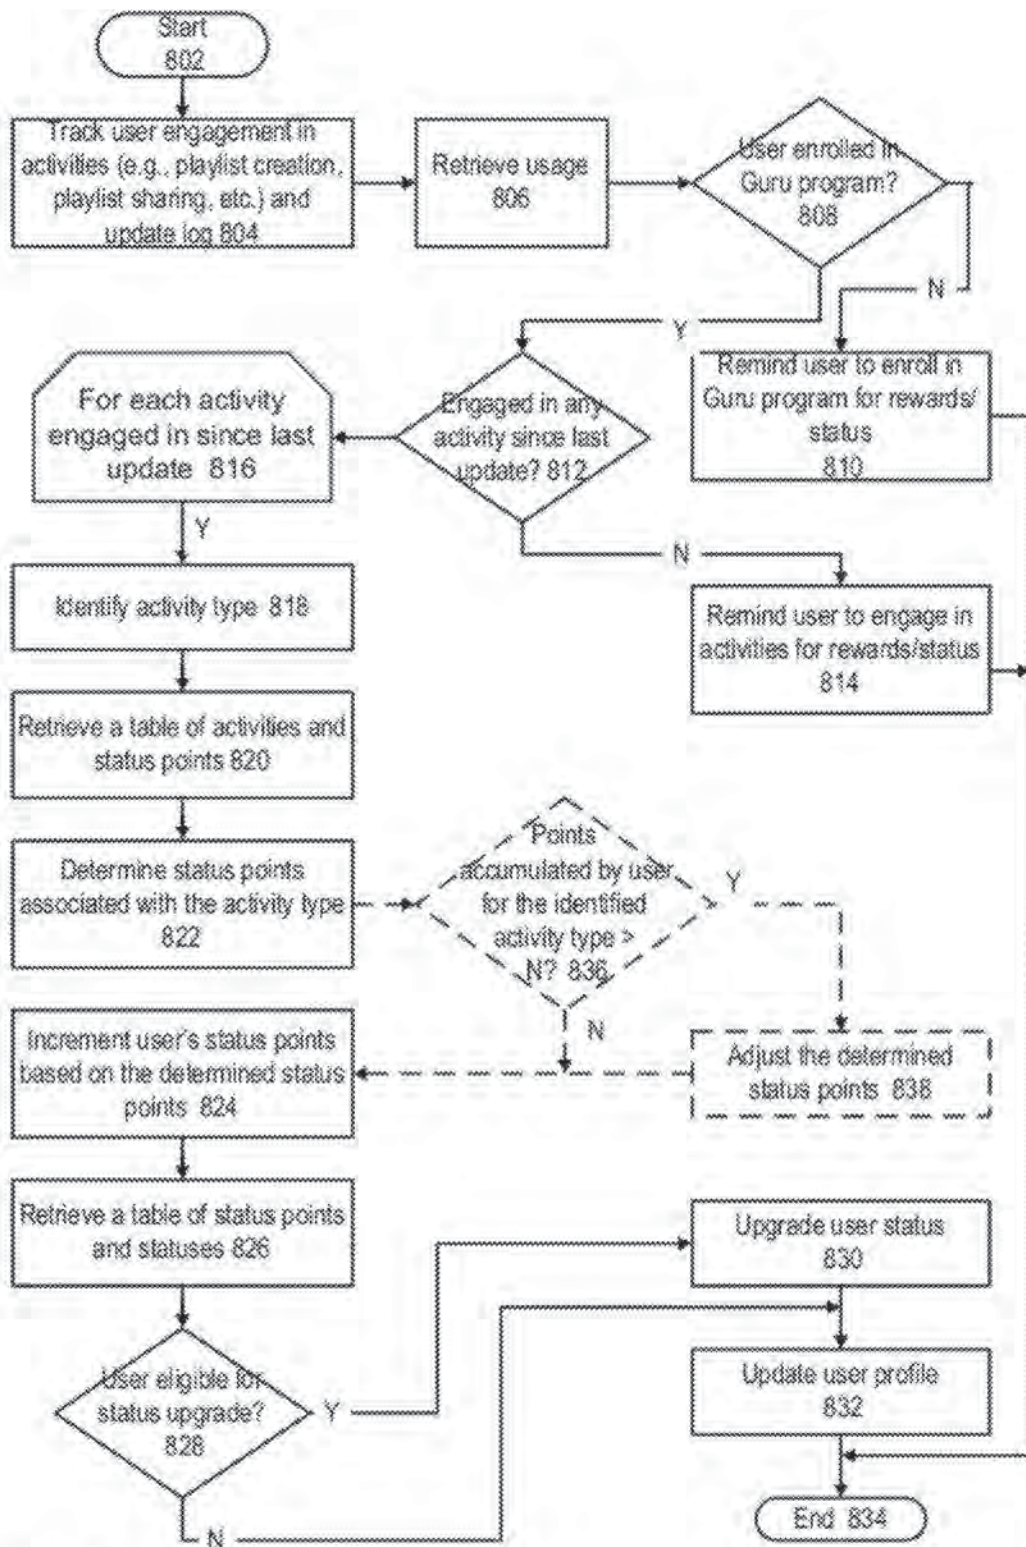 Start
802
Track user engagement in
activities (e.g., playlist creation,
playlist sharing, etc.) and
update log 804
Retrieve usage
806
User enrolled in
Guru program?
808
N
Y
Remind user to enroll in
Guru program for rewards/
status
810
Engaged in any
activity since last
update? 812
For each activity
engaged in since last
update 816
Y
N
Identify activity type 818
Remind user to engage in
activities for rewards/status
814
Retrieve a table of activities and
status points 820
Determine status points
associated with the activity type
822
Points
accumulated by user
for the identified
activity type >
N? 836
Y
N
Adjust the determined
status points 838
Increment user's status points
based on the determined status
points 824
Retrieve a table of status points
and statuses 826
Upgrade user status
830
User eligible for
status upgrade?
828
Y
N
Update user profile
832
End 834